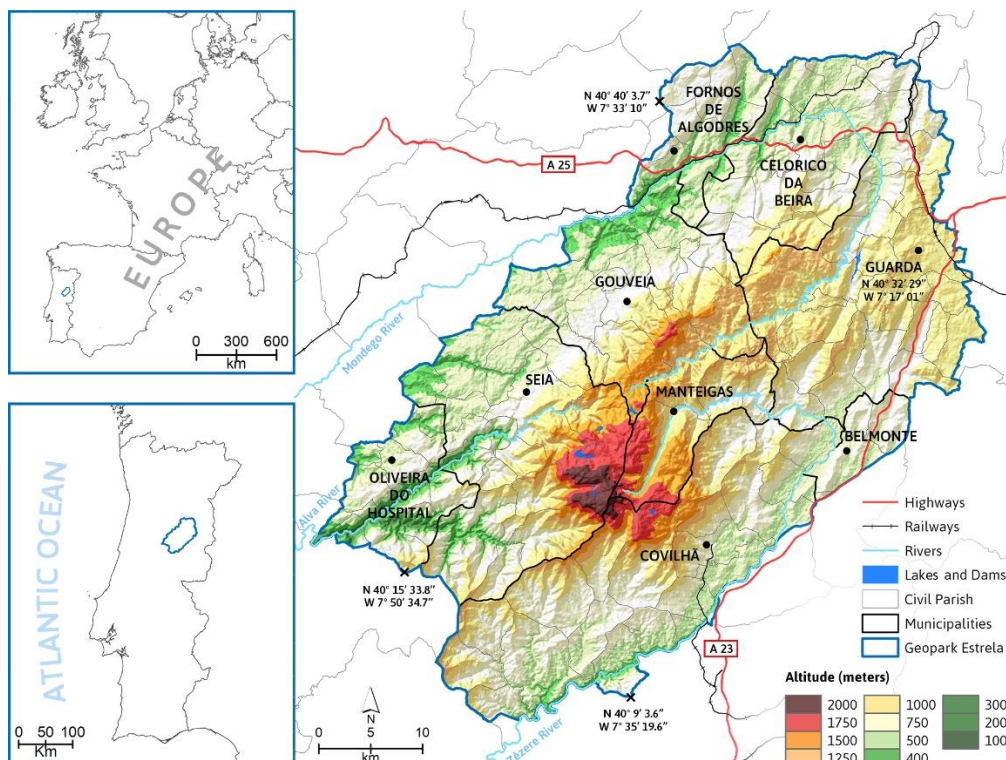 EUROPE
0 300 600
km
ATLANTIC OCEAN
0 50 100
Km
N 40° 40' 3.7"
W 7° 33' 10"
FORNOS
DE
ALGODRES
A 25
CELORICO
DA
BEIRA
GUARDA
N 40° 32' 29"
W 7° 17' 01"
GOUVEIA
Mondego River
SEIA
MANTEIGAS
BELMONTE
OLIVEIRA
DO
HOSPITAL
Alva River
COVILHÃ
N 40° 15' 33.8"
W 7° 50' 34.7"
A 23
N 40° 9' 3.6"
W 7° 35' 19.6"
Zêzere River
N
0 5 10
km
Highways
Railways
Rivers
Lakes and Dams
Civil Parish
Municipalities
Geopark Estrela
Altitude (meters)
2000 1000 300
1750 750 200
1500 500 100
1250 400